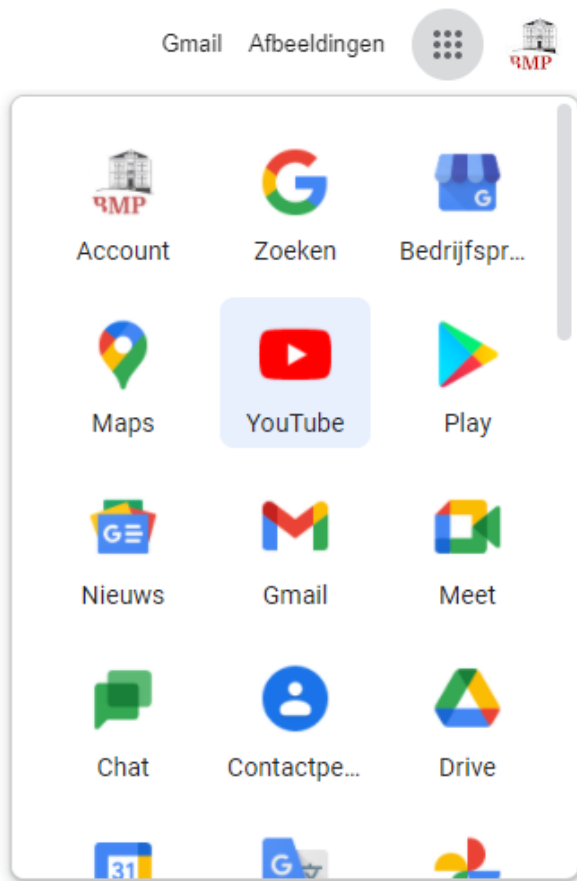 Gmail Afbeeldingen
BMP
BMP
Account Zoeken Bedrijfspr...
Maps YouTube Play
G
Nieuws Gmail Meet
Chat Contactpe... Drive
31 G